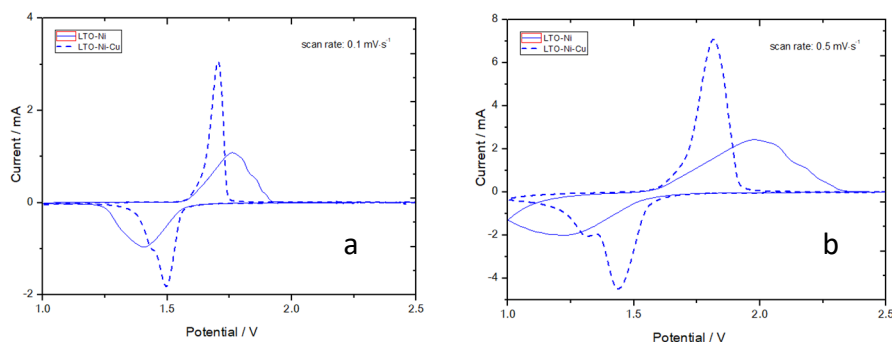 4
LTO-Ni
LTO-Ni-Cu
scan rate: 0.1 mV·s⁻¹
2
0
-2
Current / mA
1.0
1.5
2.0
2.5
Potential / V
a
8
LTO-Ni
LTO-Ni-Cu
scan rate: 0.5 mV·s⁻¹
6
4
2
0
-2
-4
Current / mA
1.0
1.5
2.0
2.5
Potential / V
b